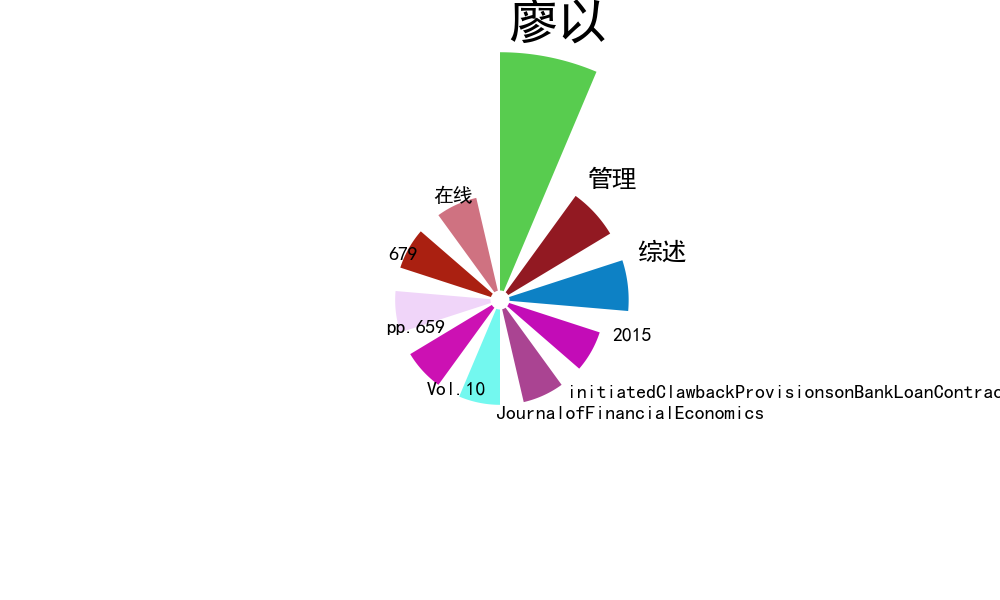 廖以
管理
在线
综述
679
pp.659
2015
Vol.10
initiatedClawbackProvisionsonBankLoanContrac
JournalofFinancialEconomics